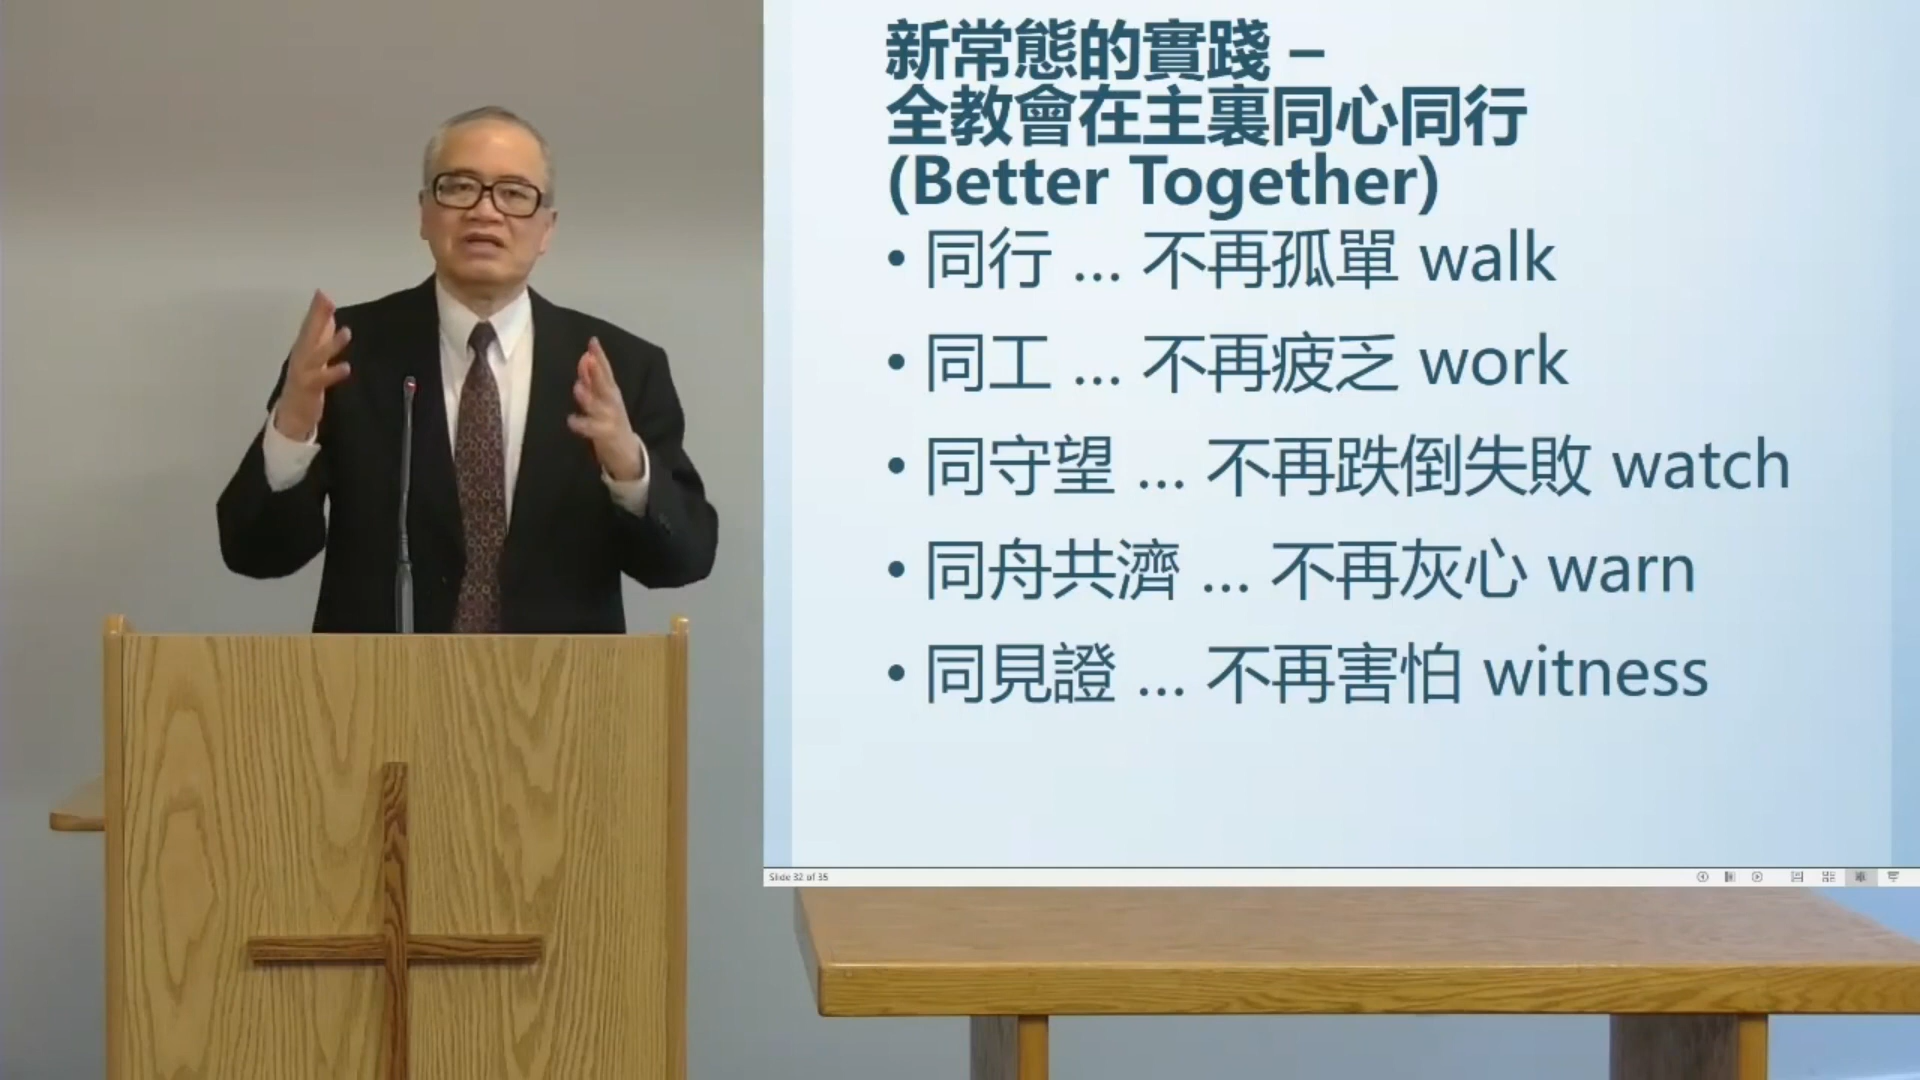 新常態的實踐 –
全教會在主裏同心同行
(Better Together)
• 同行 … 不再孤單 walk
• 同工 … 不再疲乏 work
• 同守望 … 不再跌倒失敗 watch
• 同舟共濟 … 不再灰心 warn
• 同見證 … 不再害怕 witness
Slide 32 of 35